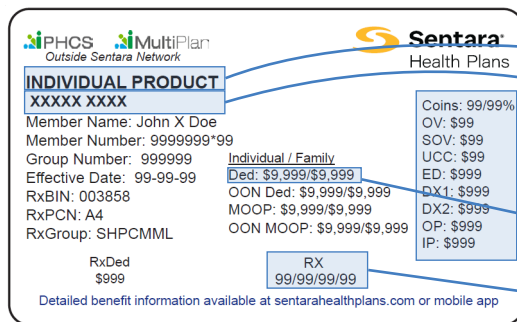 PHCS MultiPlan
Outside Sentara Network
Sentara
Health Plans
INDIVIDUAL PRODUCT
XXXXX XXXX
Member Name: John X Doe
Member Number: 9999999*99
Group Number: 999999
Effective Date: 99-99-99
RxBIN: 003858
RxPCN: A4
RxGroup: SHPCMML
Individual / Family
Ded: $9,999/$9,999
OON Ded: $9,999/$9,999
MOOP: $9,999/$9,999
OON MOOP: $9,999/$9,999
Coins: 99/99%
OV: $99
SOV: $99
UCC: $99
ED: $999
DX1: $999
DX2: $999
OP: $999
IP: $999
RxDed
$999
RX
99/99/99/99
Detailed benefit information available at sentarahealthplans.com or mobile app